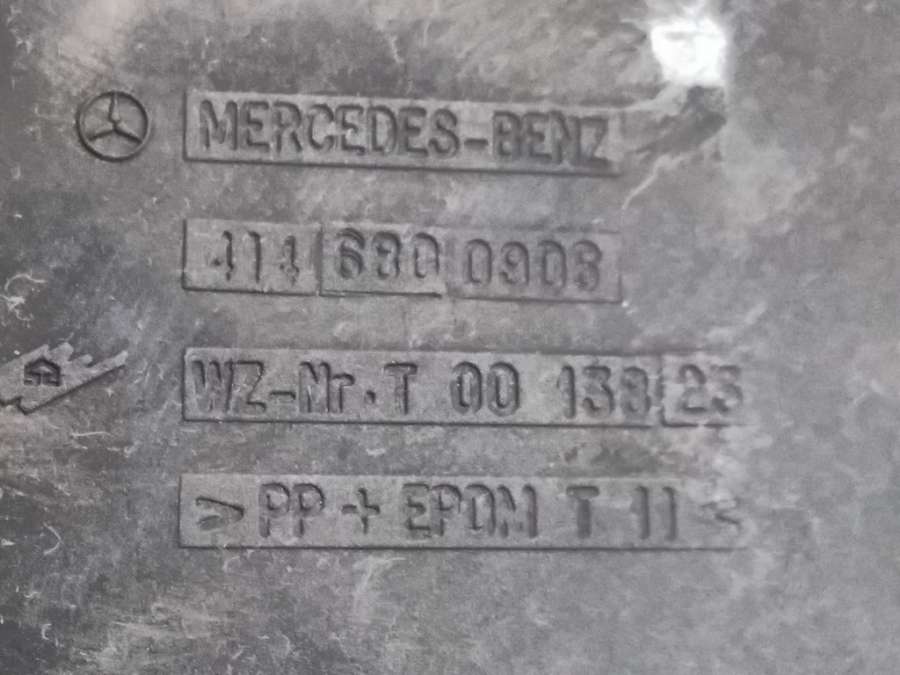 MERCEDES-BENZ
414 680 0908
WZ-Nr.T 00 138 23
>PP + EPDM T 11<